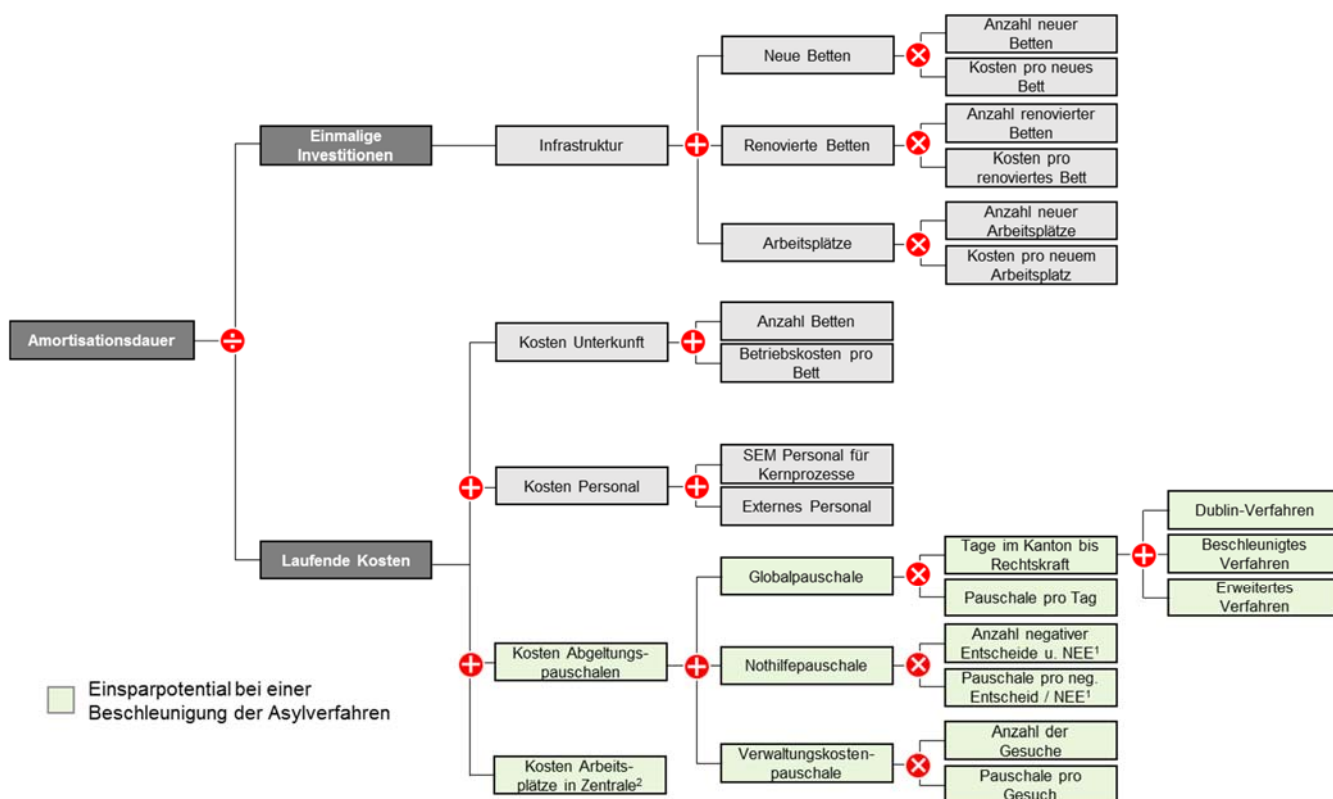 Anzahl neuer
Betten
Neue Betten
Kosten pro neues
Bett
Einmalige
Investitionen
Infrastruktur
Renovierte Betten
Anzahl renovierter
Betten
Kosten pro
renoviertes Bett
Arbeitsplätze
Anzahl neuer
Arbeitsplätze
Kosten pro neuem
Arbeitsplatz
Amortisationsdauer
Kosten Unterkunft
Anzahl Betten
Betriebskosten pro
Bett
Kosten Personal
SEM Personal für
Kernprozesse
Externes Personal
Laufende Kosten
Globalpauschale
Tage im Kanton bis
Rechtskraft
Pauschale pro Tag
Dublin-Verfahren
Beschleunigtes
Verfahren
Erweitertes
Verfahren
Kosten Abgeltungs-
pauschalen
Nothilfepauschale
Anzahl negativer
Entscheide u. NEE¹
Pauschale pro neg.
Entscheid / NEE¹
Verwaltungskosten-
pauschale
Anzahl der
Gesuche
Pauschale pro
Gesuch
Kosten Arbeits-
plätze in Zentrale²
Einsparpotential bei einer
Beschleunigung der Asylverfahren